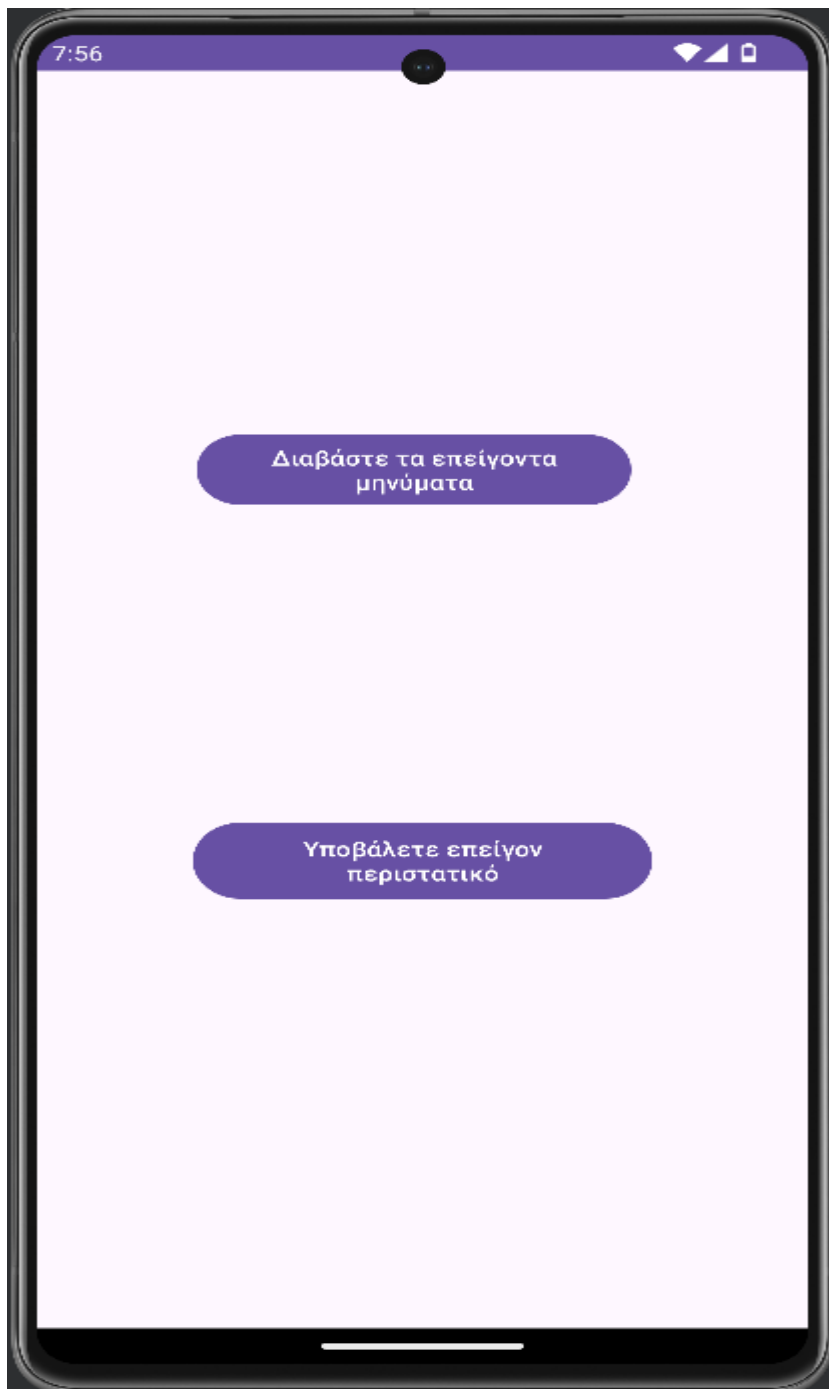 7:56
Διαβάστε τα επείγοντα
μηνύματα
Υποβάλετε επείγον
περιστατικό